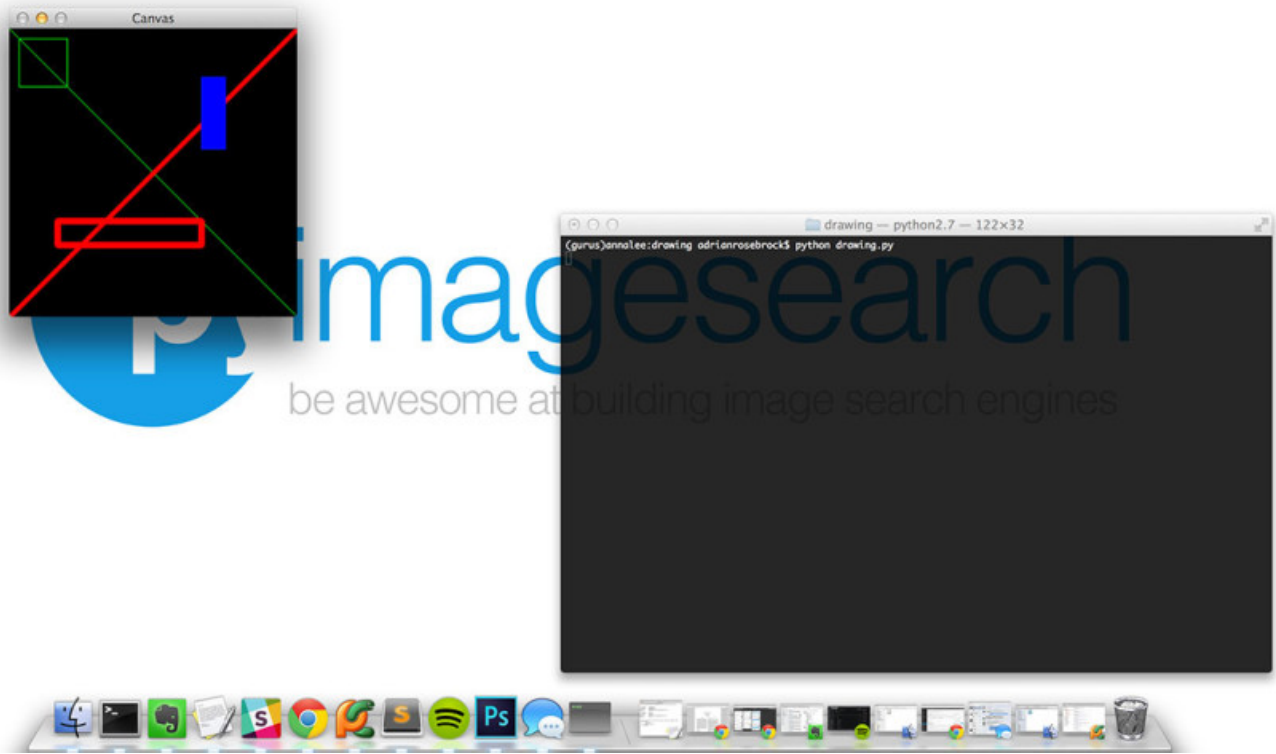 Canvas
drawing — python2.7 — 122×32
(gurus)annalee:drawing adrianrosebrock$ python drawing.py
imagesearch
be awesome at building image search engines
S
S
Ps